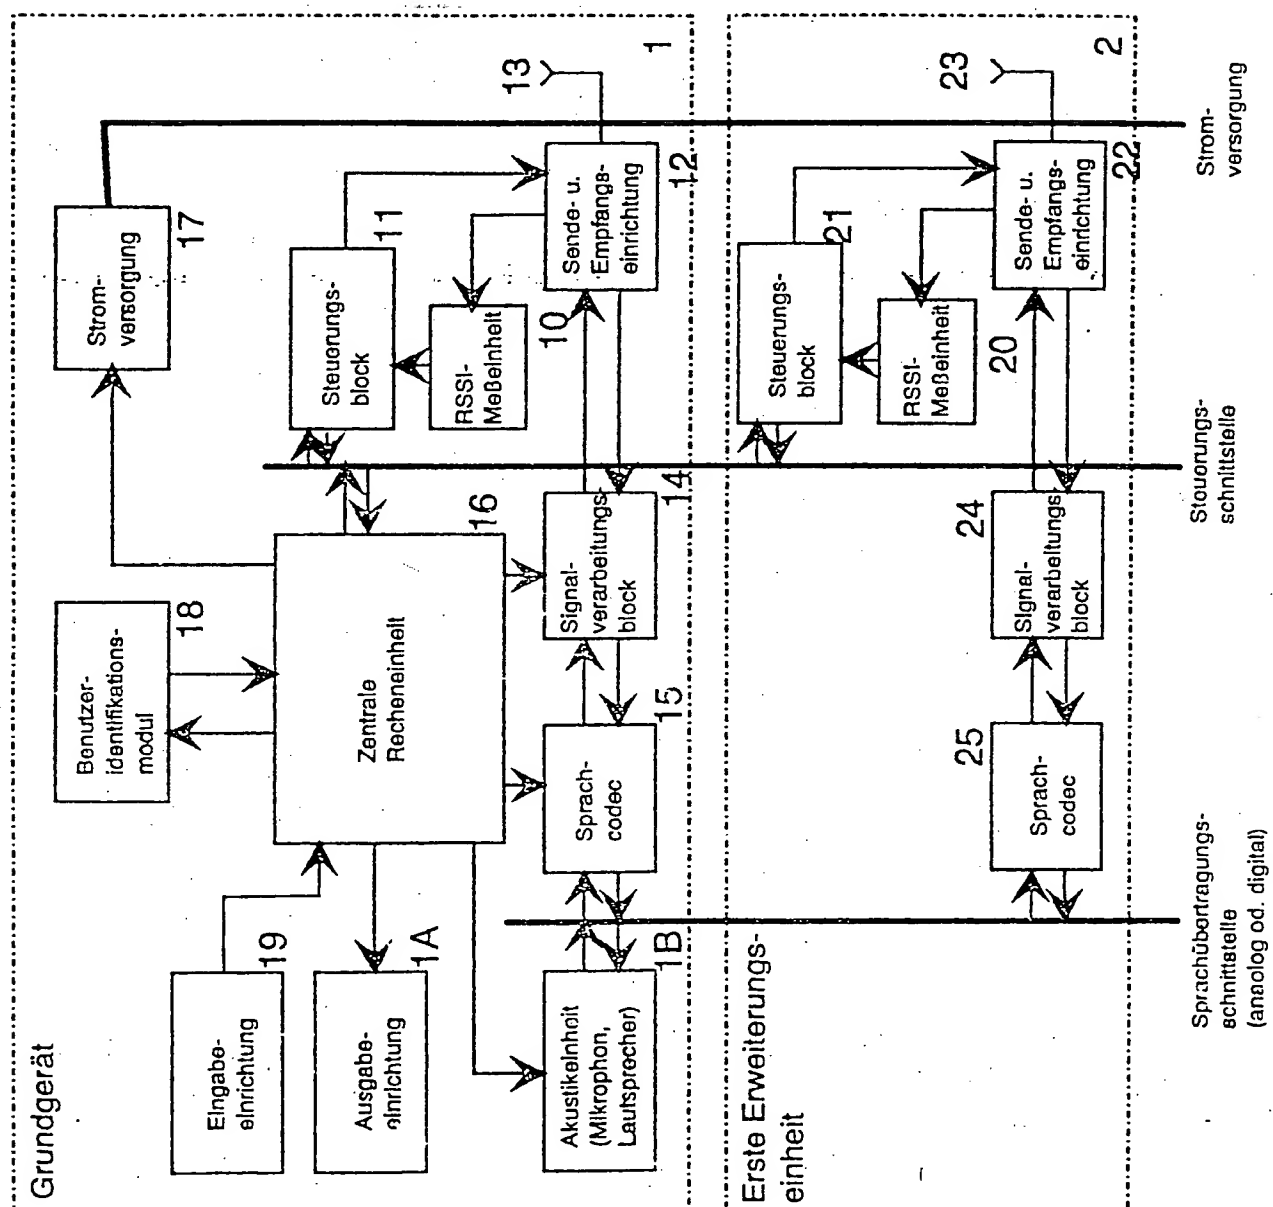 Grundgerät
1
Eingabe-
einrichtung
19
Ausgabe-
einrichtung
1A
Akustikeinheit
(Mikrophon,
Lautsprecher)
1B
Benutzer-
identifikations-
modul
18
Zentrale
Recheneinheit
16
Sprach-
codec
15
Signal-
verarbeitungs
block
14
Strom-
versorgung
17
Steuerungs-
block
11
RSSI-
Meßeinheit
10
Sende- u.
Empfangs-
einrichtung
12
13
Erste Erweiterungs-
einheit
2
Sprach-
codec
25
Signal-
verarbeitungs
block
24
Steuerungs-
block
21
RSSI-
Meßeinheit
20
Sende- u.
Empfangs-
einrichtung
22
23
Sprachübertragungs-
schnittstelle
(anaolog od. digital)
Steuerungs-
schnittstelle
Strom-
versorgung